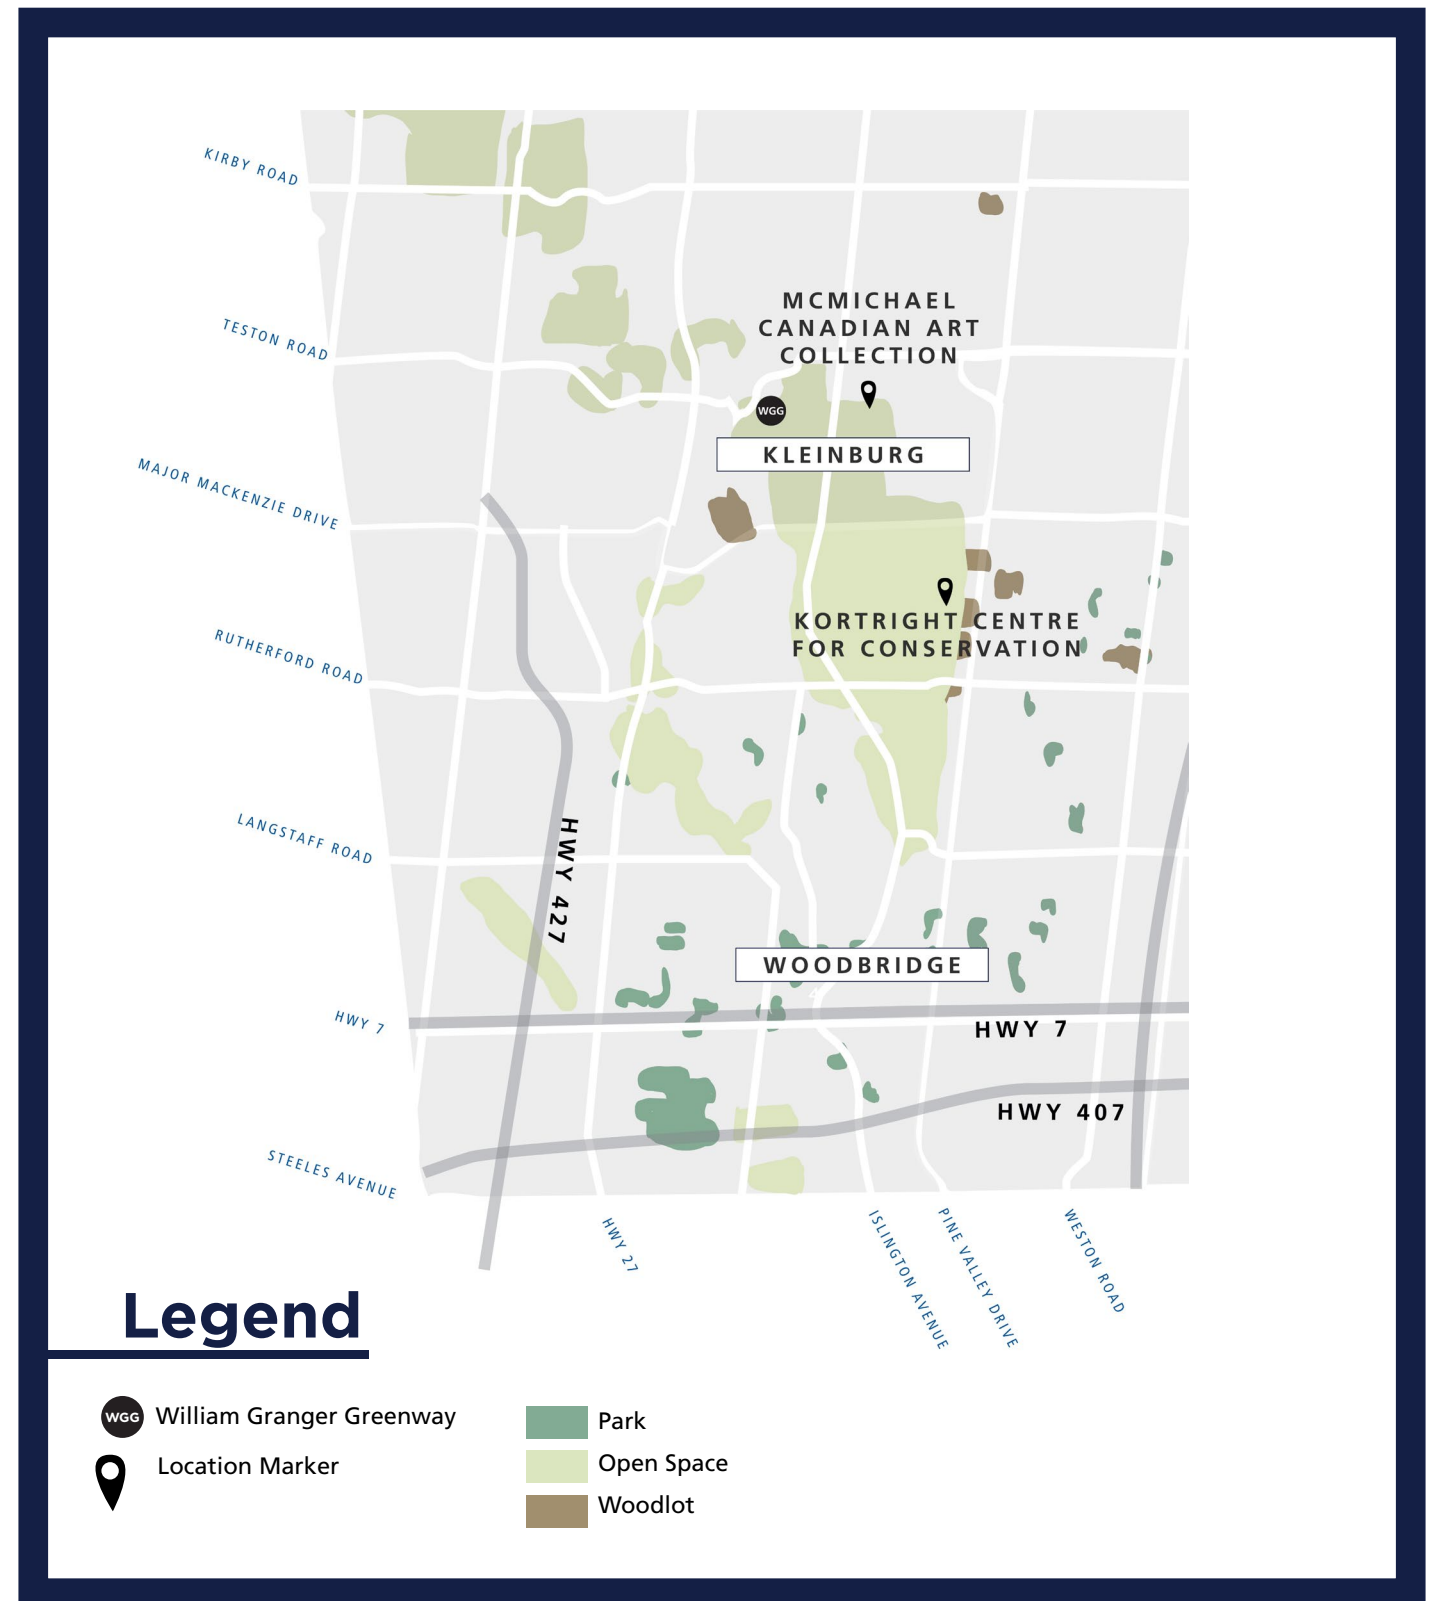 KIRBY ROAD
MCMICHAEL
CANADIAN ART
COLLECTION
TESTON ROAD
WGG
KLEINBURG
MAJOR MACKENZIE DRIVE
KORTRIGHT CENTRE
FOR CONSERVATION
RUTHERFORD ROAD
LANGSTAFF ROAD
HWY 427
WOODBRIDGE
HWY 7
HWY 7
HWY 407
STEELES AVENUE
HWY 27
ISLINGTON AVENUE
PINE VALLEY DRIVE
WESTON ROAD
Legend
WGG William Granger Greenway
Location Marker
Park
Open Space
Woodlot